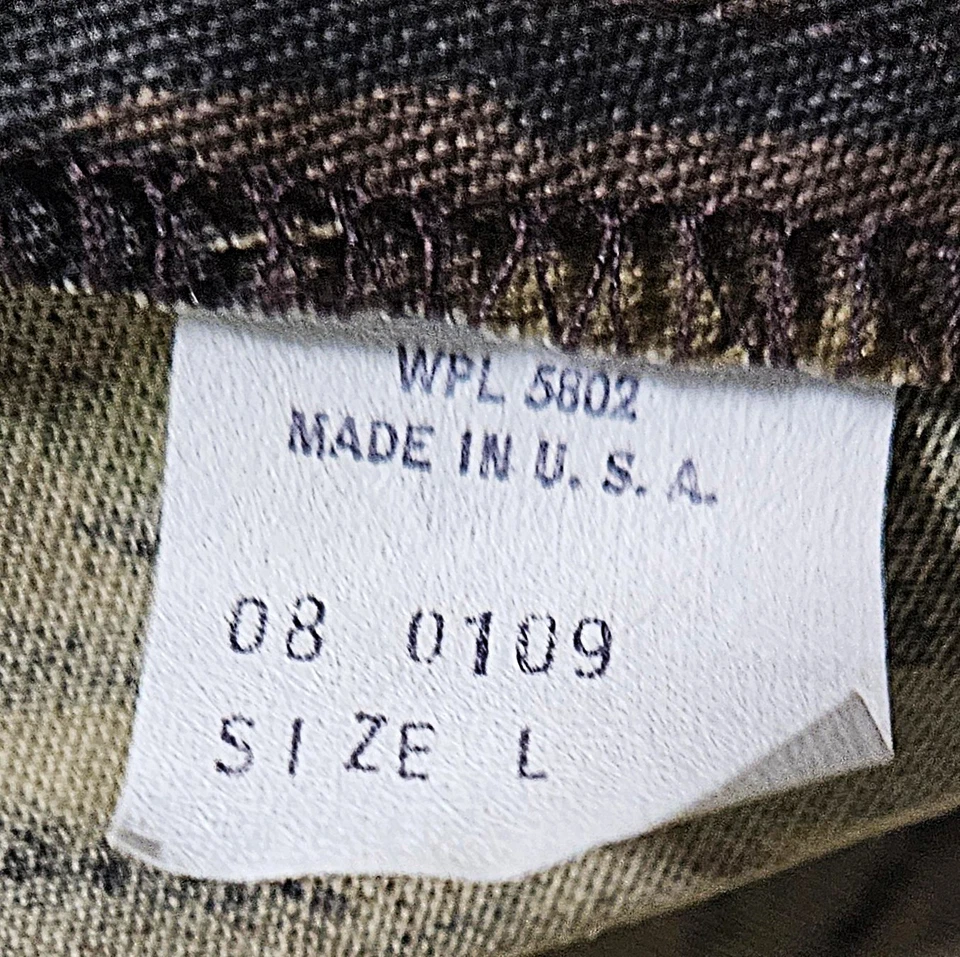 WPL 5802
MADE IN U. S. A.
08 0109
SIZE L